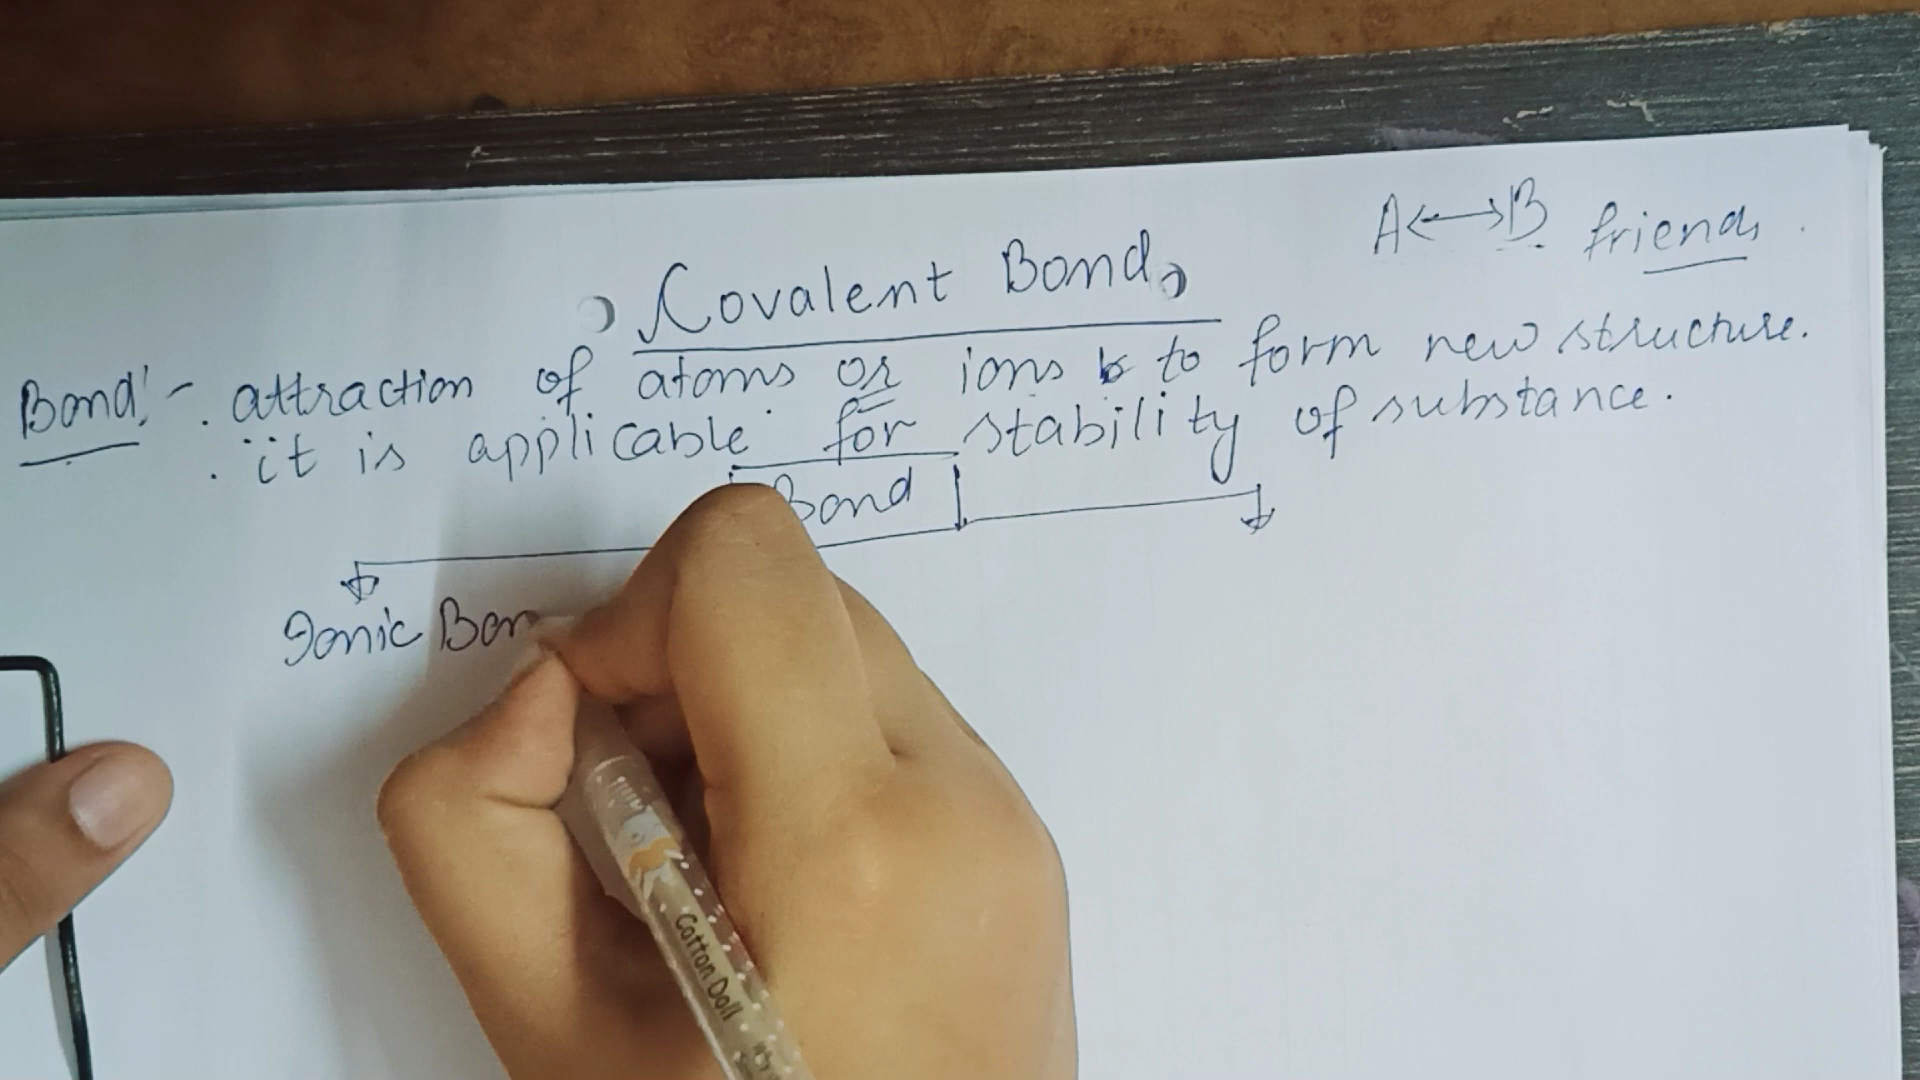 A<->B friends.
Covalent Bond
Bond:- . attraction of atoms or ions to form new structure.
. it is applicable for stability of substance.
Bond
Ionic Bon
Cotton Doll